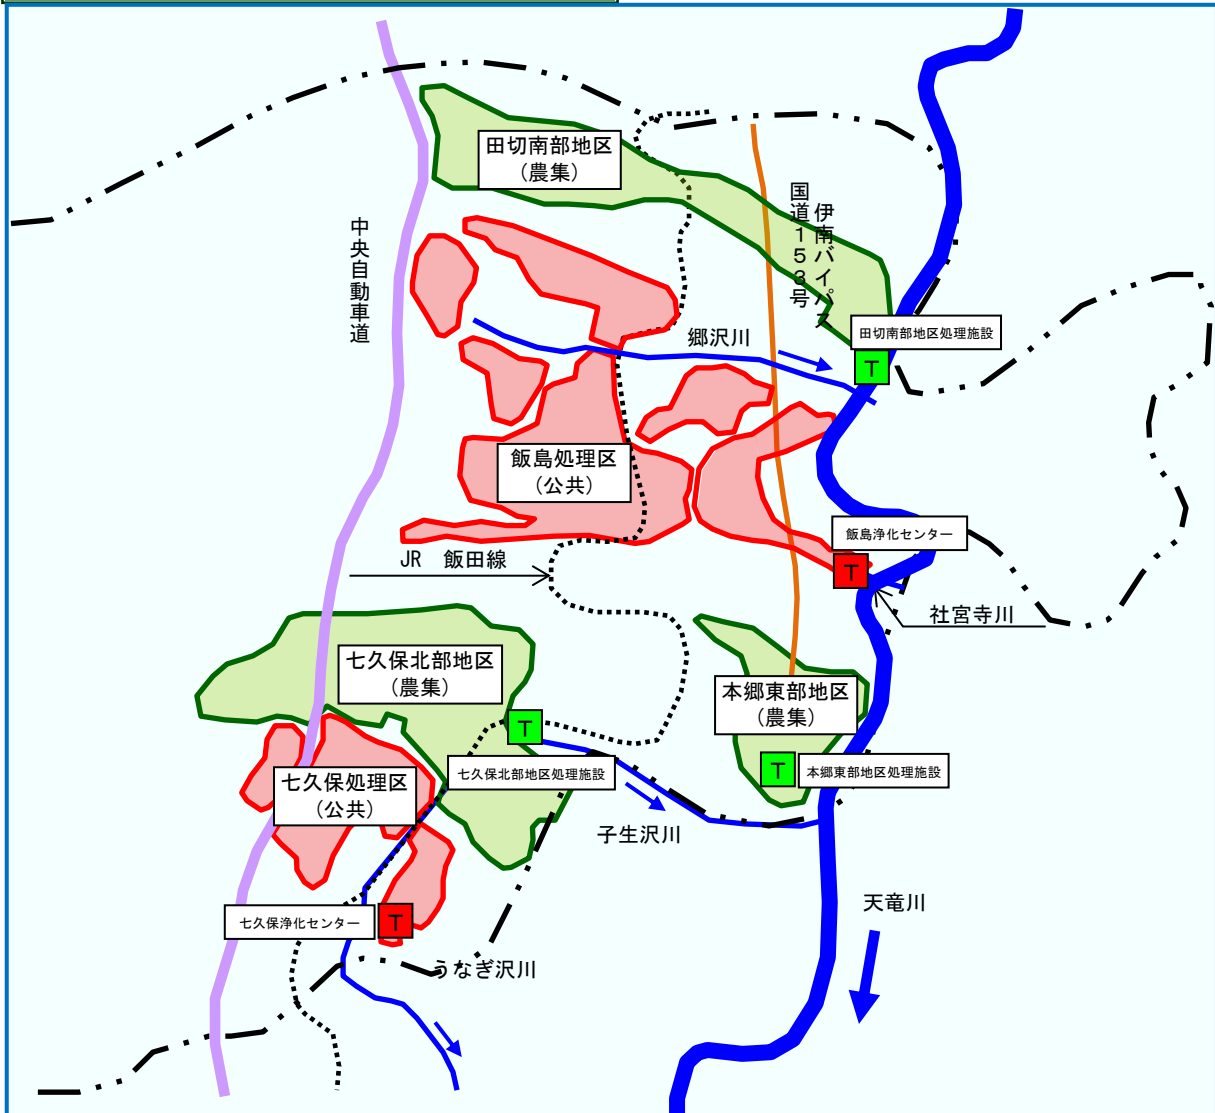 田切南部地区
（農集）
中央自動車道
国道153号
伊南バイパス
田切南部地区処理施設
T
郷沢川
飯島処理区
（公共）
飯島浄化センター
T
JR　飯田線
社宮寺川
七久保北部地区
（農集）
本郷東部地区
（農集）
T
七久保北部地区処理施設
T
本郷東部地区処理施設
七久保処理区
（公共）
子生沢川
天竜川
七久保浄化センター
T
うなぎ沢川